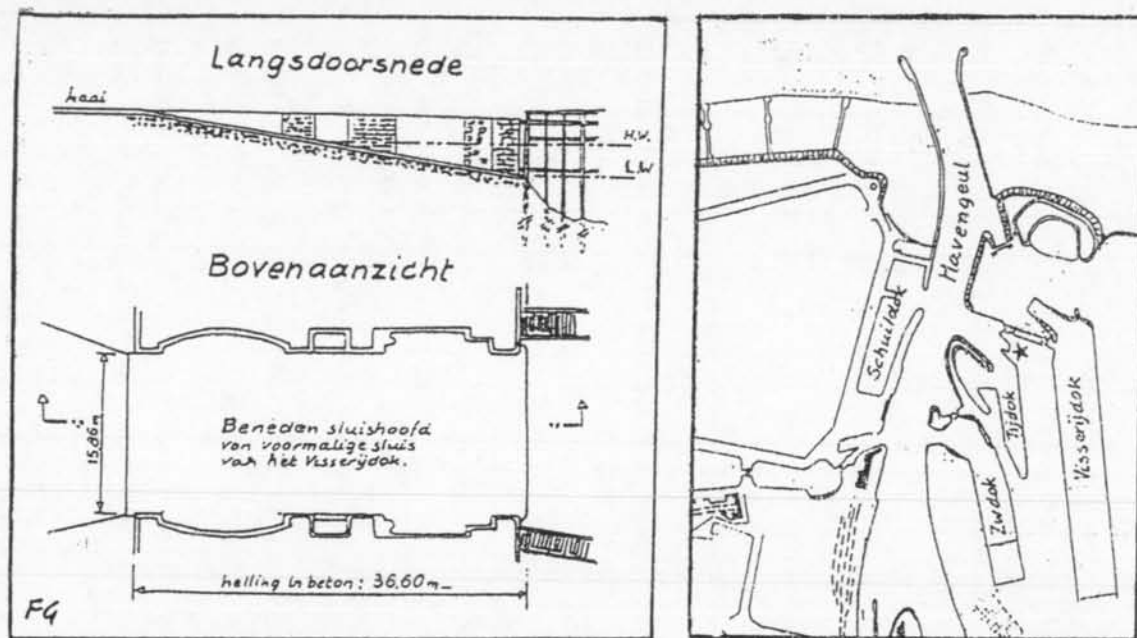 Langsdoorsnede
kaai
H.W.
L.W
Bovenaanzicht
15,86m
Beneden sluishoofd
van voormalige sluis
van het Visserijdok.
helling in beton: 36,60m
FG
Havengeul
Schuildok
Tijdok
Visserijdok
Zwdok